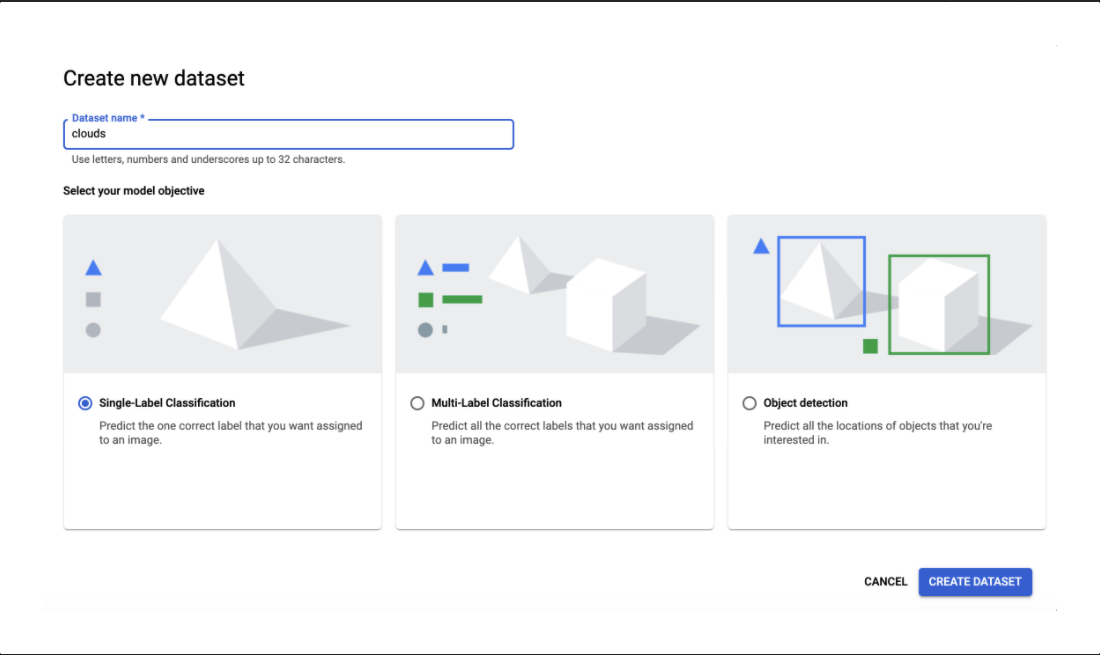 Create new dataset
Dataset name *
clouds
Use letters, numbers and underscores up to 32 characters.
Select your model objective
Single-Label Classification
Predict the one correct label that you want assigned
to an image.
Multi-Label Classification
Predict all the correct labels that you want assigned
to an image.
Object detection
Predict all the locations of objects that you're
interested in.
CANCEL
CREATE DATASET